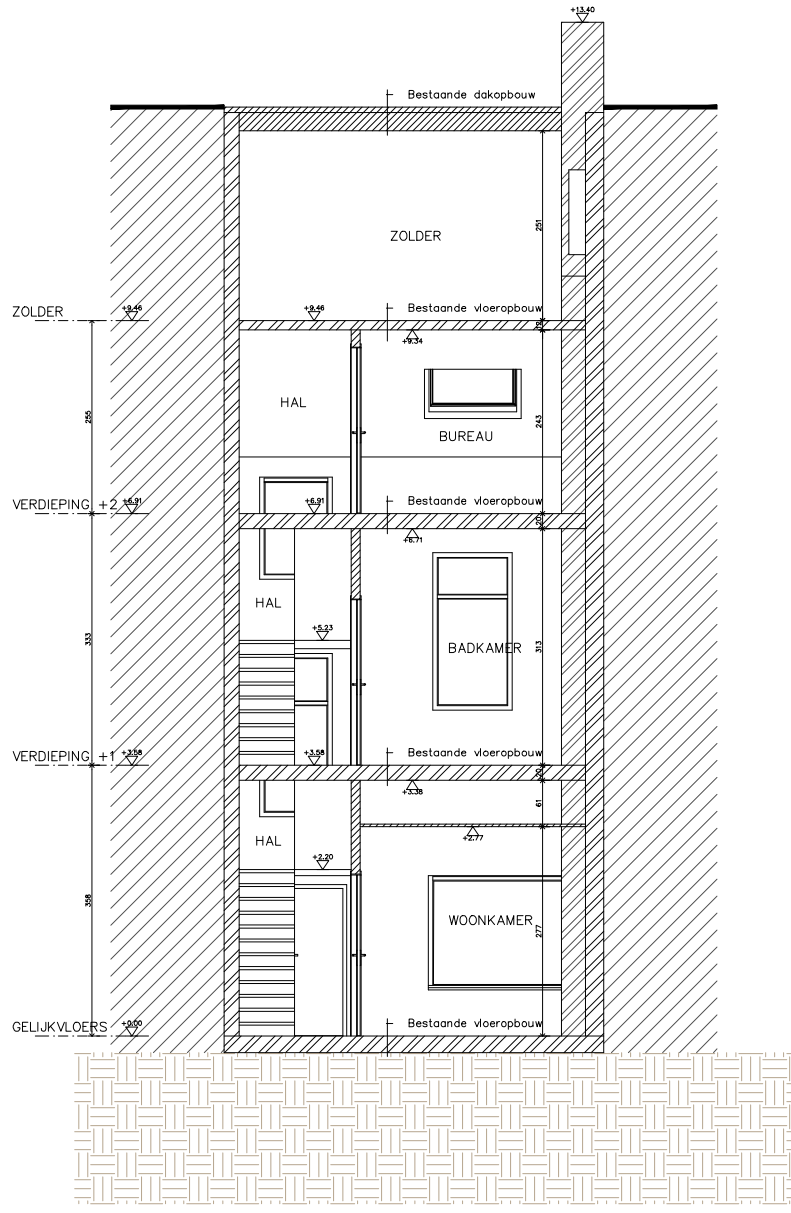 +13.40
Bestaande dakopbouw
251
ZOLDER
ZOLDER
+9.46
+9.46
Bestaande vloeropbouw
12
+9.34
HAL
255
243
BUREAU
VERDIEPING +2
+6.91
+6.91
Bestaande vloeropbouw
20
+6.71
HAL
+5.23
333
313
BADKAMER
VERDIEPING +1
+3.58
+3.58
Bestaande vloeropbouw
20
+3.38
61
+2.77
HAL
+2.20
358
WOONKAMER
277
GELIJKVLOERS
+0.00
Bestaande vloeropbouw